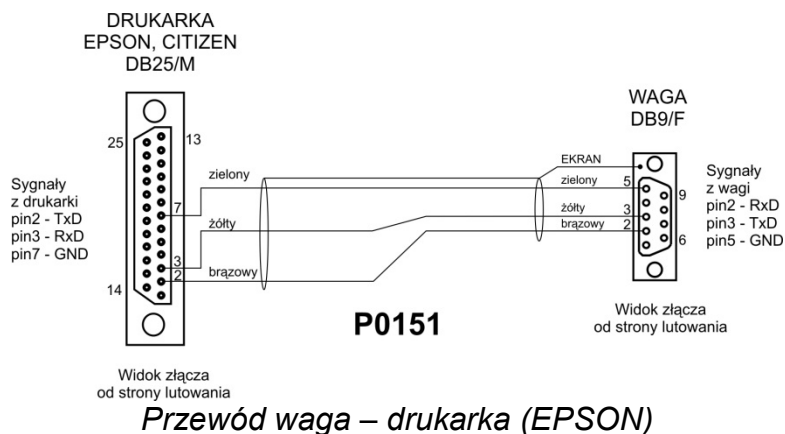 DRUKARKA
EPSON, CITIZEN
DB25/M
25
13
Sygnały
z drukarki
pin2 - TxD
pin3 - RxD
pin7 - GND
7
3
2
14
zielony
żółty
brązowy
Widok złącza
od strony lutowania
P0151
WAGA
DB9/F
EKRAN
zielony
żółty
brązowy
5
3
2
9
6
Sygnały
z wagi
pin2 - RxD
pin3 - TxD
pin5 - GND
Widok złącza
od strony lutowania
Przewód waga – drukarka (EPSON)